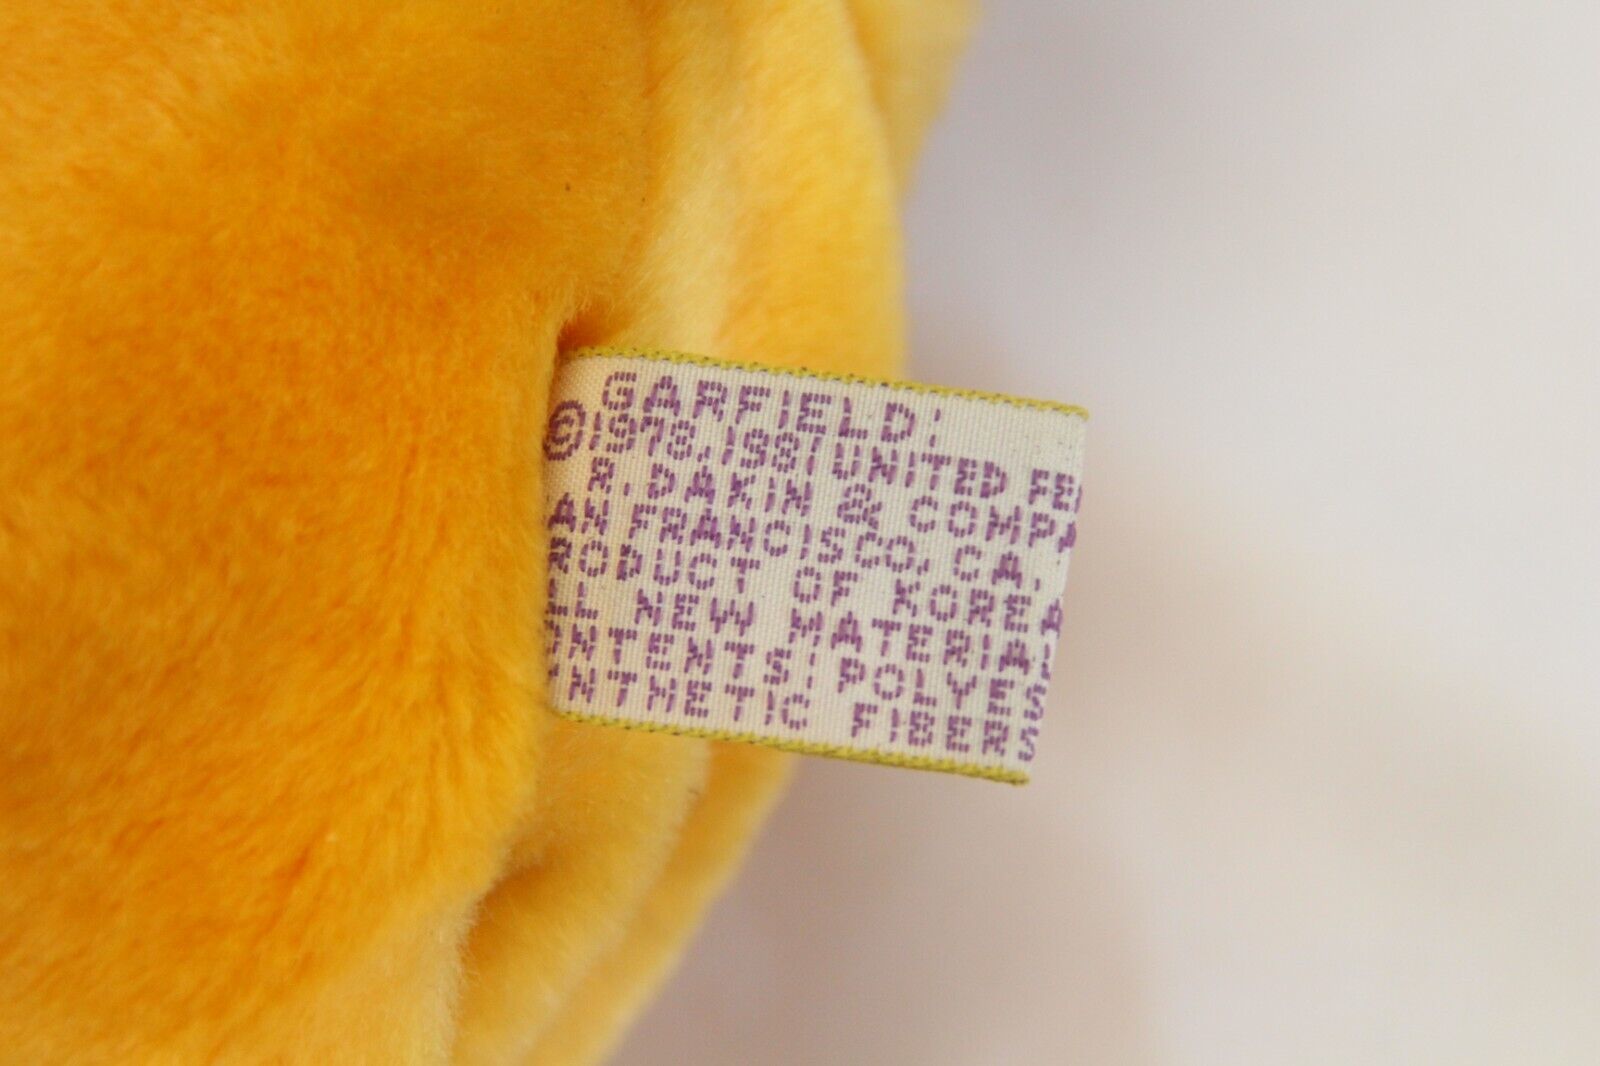 GARFIELD:
©1978,1981 UNITED FE
R. DAKIN & COMPA
AN FRANCISCO, CA.
RODUCT OF KOREA
LL NEW MATERIAL
ONTENTS: POLYES
YNTHETIC FIBERS